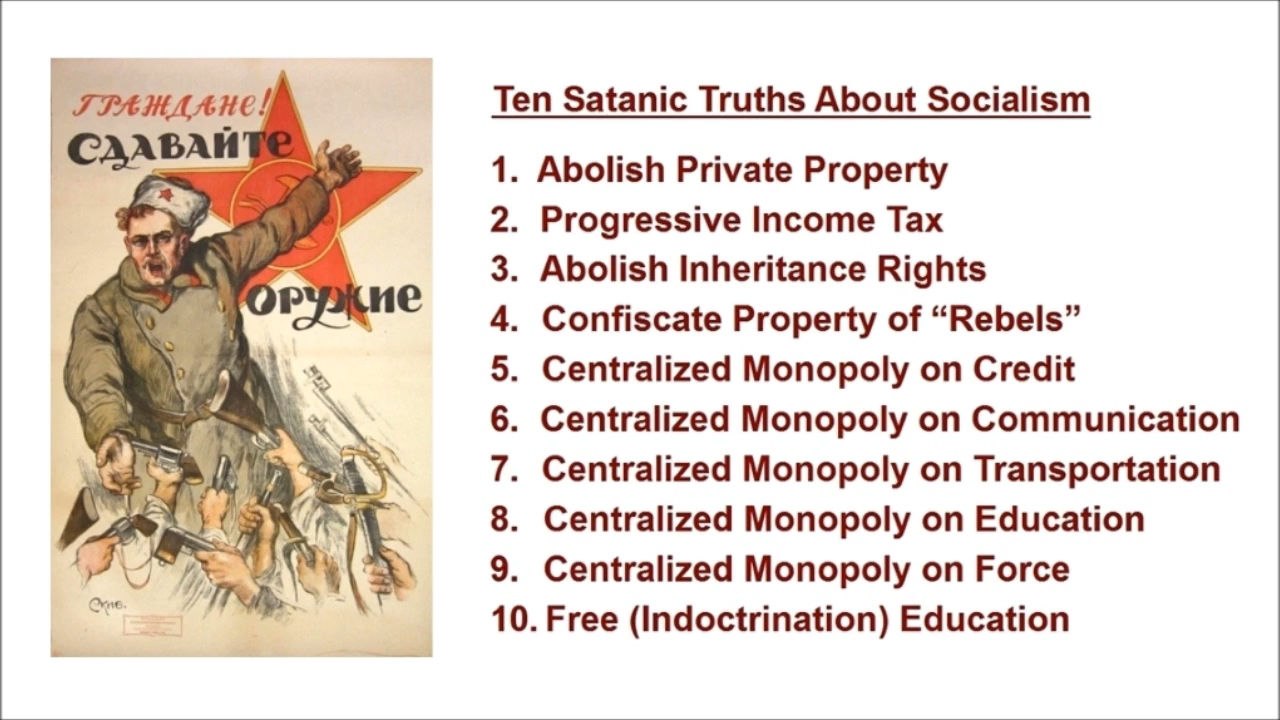 ГРАЖДАНЕ!
СДАВАЙТЕ
ОРУЖИЕ
Ten Satanic Truths About Socialism
1. Abolish Private Property
2. Progressive Income Tax
3. Abolish Inheritance Rights
4. Confiscate Property of “Rebels”
5. Centralized Monopoly on Credit
6. Centralized Monopoly on Communication
7. Centralized Monopoly on Transportation
8. Centralized Monopoly on Education
9. Centralized Monopoly on Force
10. Free (Indoctrination) Education